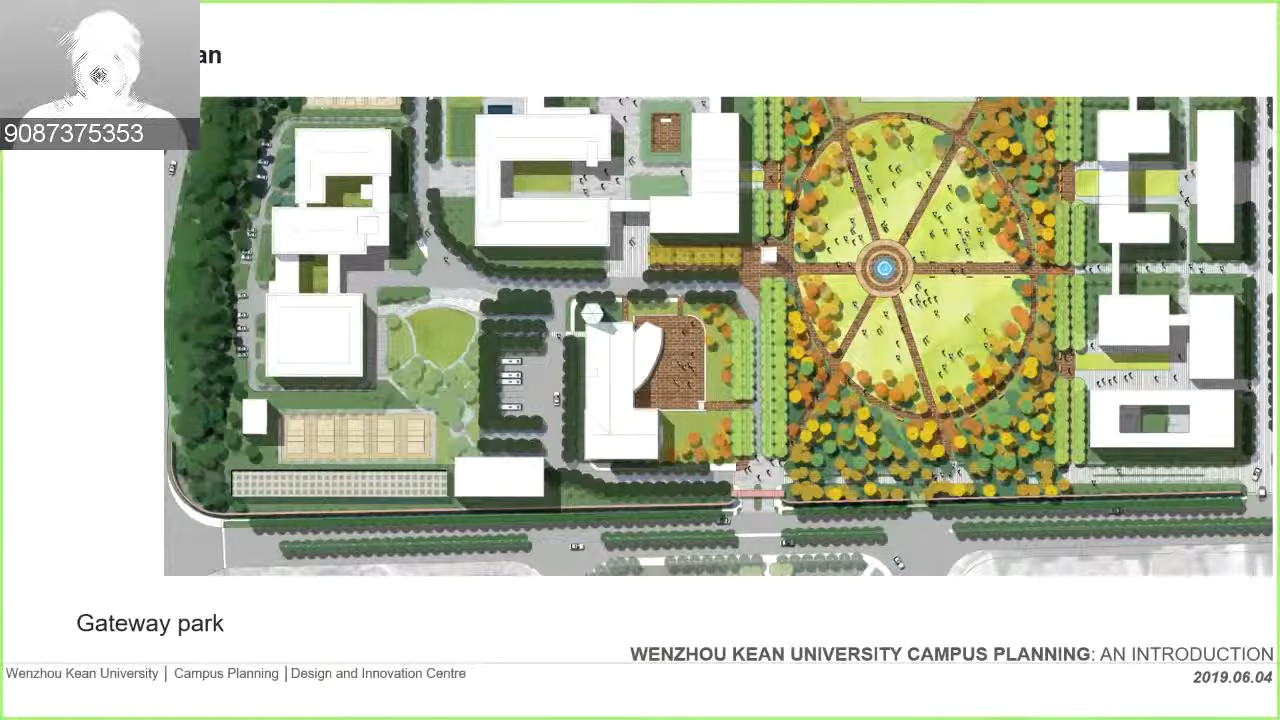 an
9087375353
Gateway park
WENZHOU KEAN UNIVERSITY CAMPUS PLANNING: AN INTRODUCTION
Wenzhou Kean University | Campus Planning | Design and Innovation Centre
2019.06.04